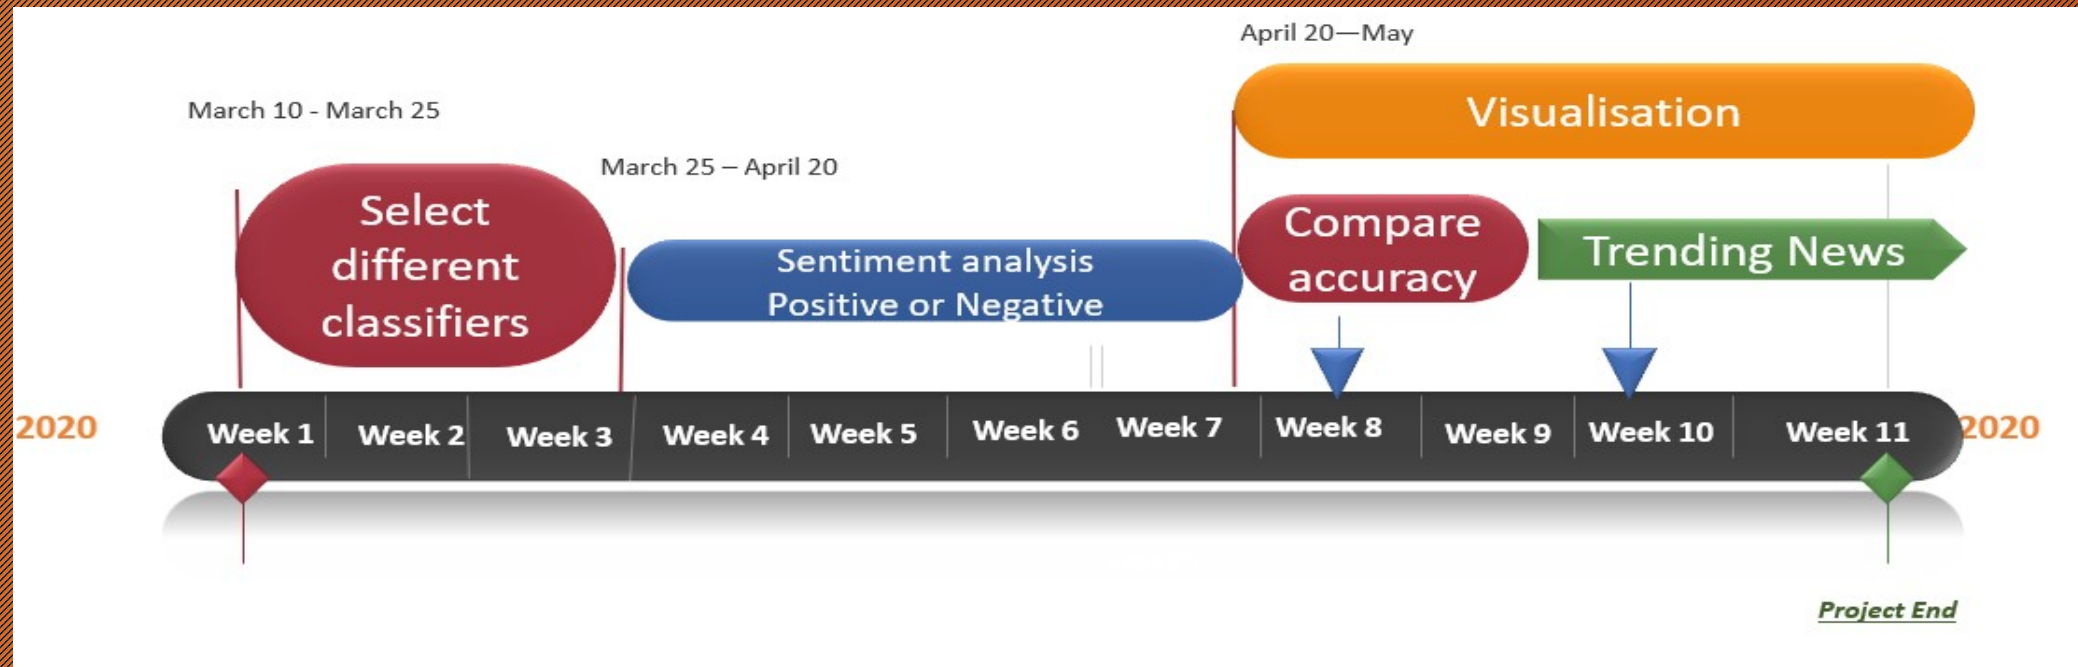 April 20—May
Visualisation
March 10 - March 25
March 25 – April 20
Select
different
classifiers
Sentiment analysis
Positive or Negative
Compare
accuracy
Trending News
2020
Week 1
Week 2
Week 3
Week 4
Week 5
Week 6
Week 7
Week 8
Week 9
Week 10
Week 11
2020
Project End